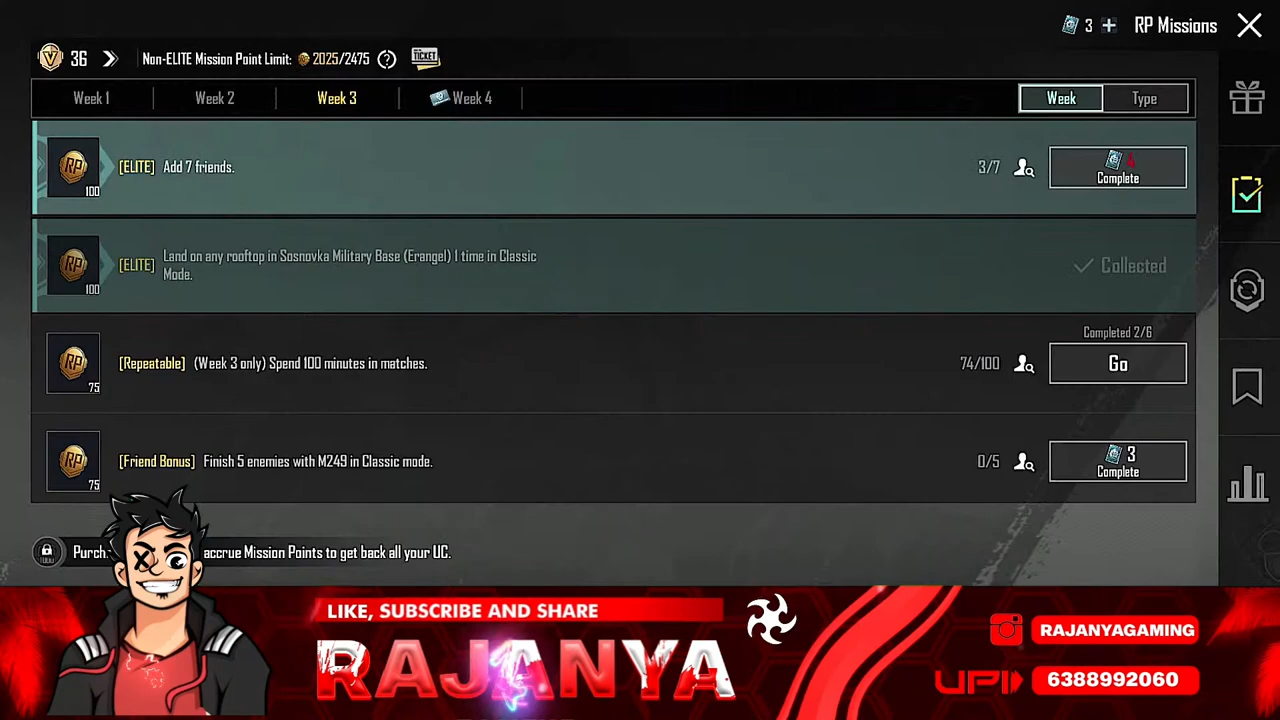 3 RP Missions
36 Non-ELITE Mission Point Limit: 2025/2475 TICKET
Week 1 Week 2 Week 3 Week 4 Week Type
RP 100 [ELITE] Add 7 friends. 3/7 4 Complete
RP 100 [ELITE] Land on any rooftop in Sosnovka Military Base (Erangel) 1 time in Classic
Mode. Collected
Completed 2/6
RP 75 [Repeatable] (Week 3 only) Spend 100 minutes in matches. 74/100 Go
RP 75 [Friend Bonus] Finish 5 enemies with M249 in Classic mode. 0/5 3 Complete
accrue Mission Points to get back all your UC.
LIKE, SUBSCRIBE AND SHARE
RAJANYA
RAJANYAGAMING
UPI 6388992060